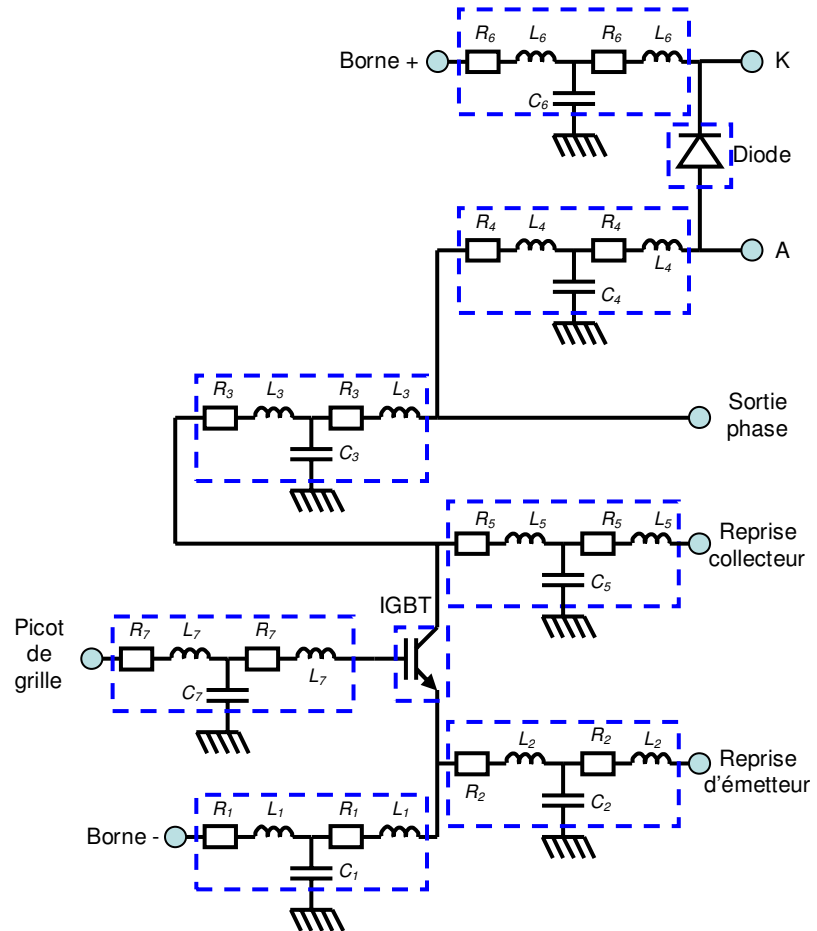 R6 L6 R6 L6
Borne +
K
C6
Diode
R4 L4 R4
L4
A
C4
R3 L3 R3 L3
Sortie
phase
C3
R5 L5 R5 L5
Reprise
collecteur
C5
IGBT
Picot
de
grille
R7 L7 R7
L7
C7
L2 R2 L2
R2
Reprise
d'émetteur
C2
R1 L1 R1 L1
Borne -
C1